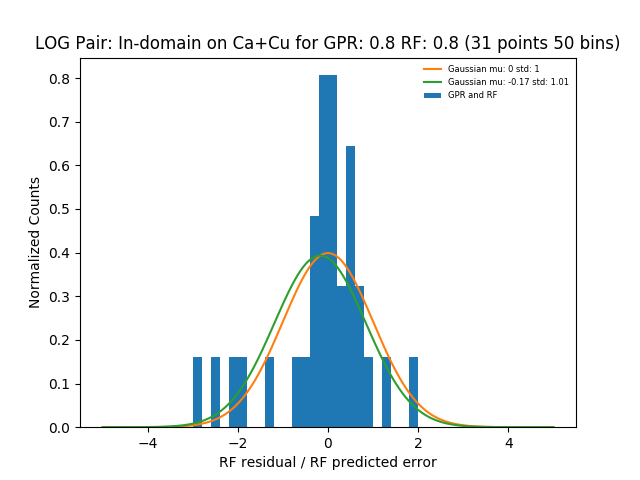 LOG Pair: In-domain on Ca+Cu for GPR: 0.8 RF: 0.8 (31 points 50 bins)
Gaussian mu: 0 std: 1
Gaussian mu: -0.17 std: 1.01
GPR and RF
Normalized Counts
0.8
0.7
0.6
0.5
0.4
0.3
0.2
0.1
0.0
−4 −2 0 2 4
RF residual / RF predicted error